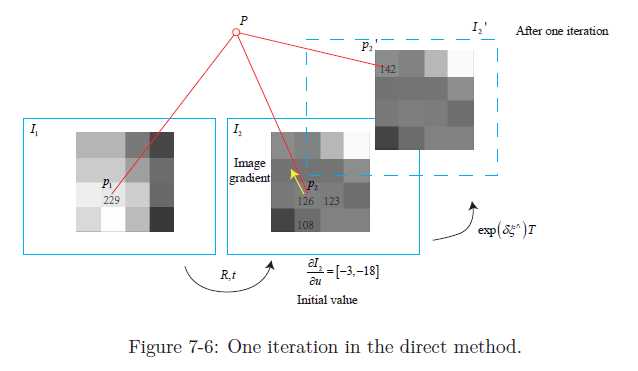 P
I₂'
After one iteration
p₂'
142
I₁
I₂
Image
gradient
p₁
229
p₂
126 123
108
exp(δξ^)T
R,t
∂I₂/∂u = [−3,−18]
Initial value
Figure 7-6: One iteration in the direct method.